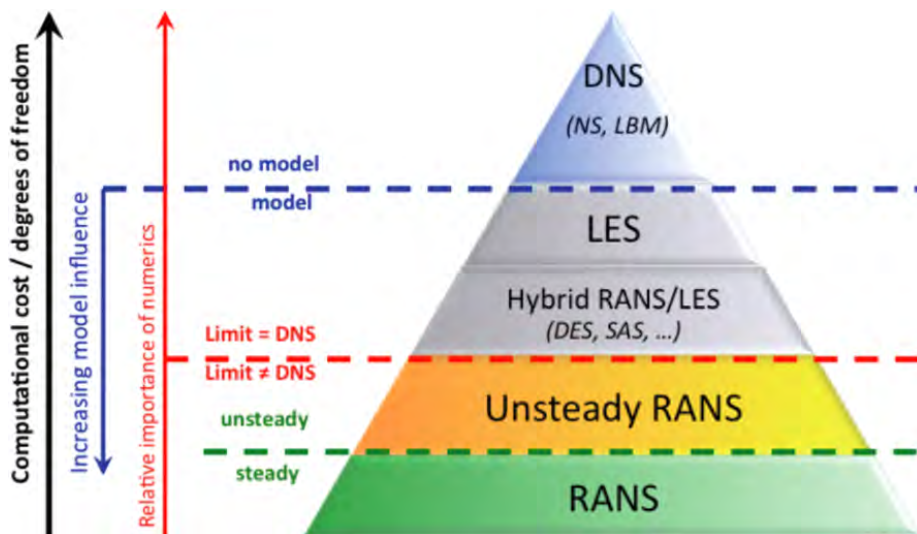 Computational cost / degrees of freedom
Increasing model influence
Relative importance of numerics
DNS
(NS, LBM)
no model
model
LES
Hybrid RANS/LES
(DES, SAS, ...)
Limit = DNS
Limit ≠ DNS
Unsteady RANS
unsteady
steady
RANS